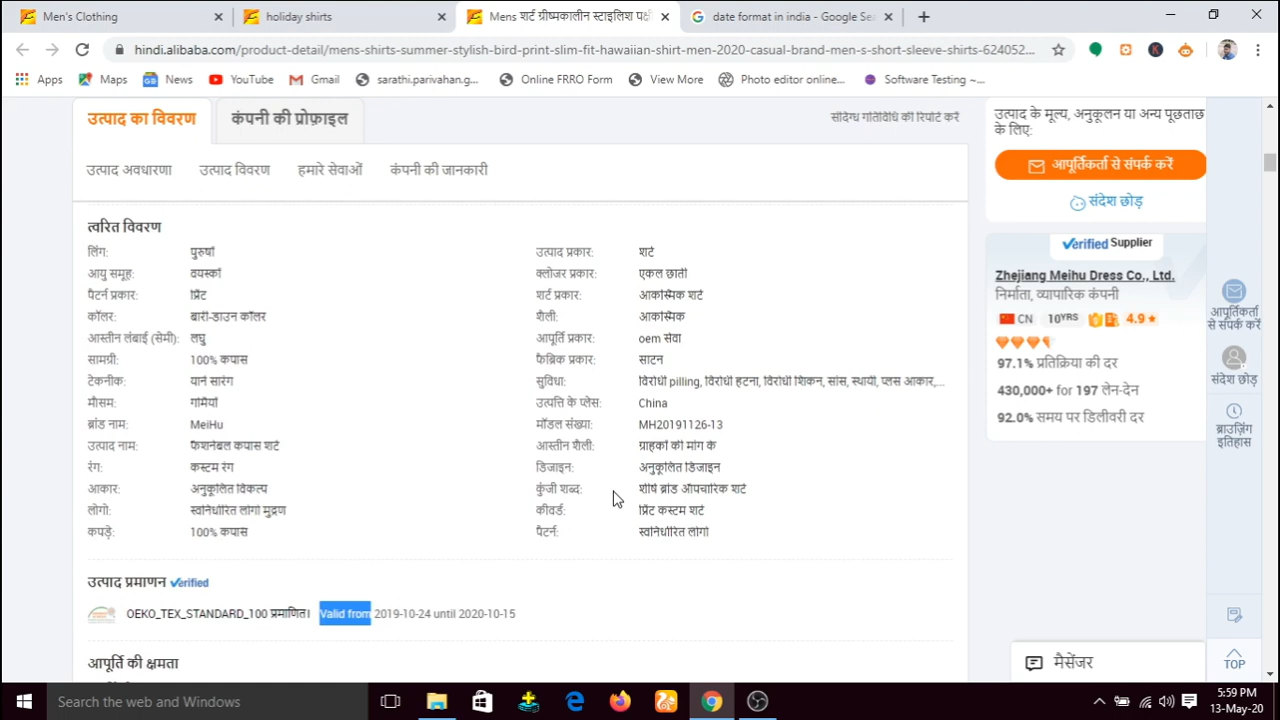 Men's Clothing
holiday shirts
Mens शर्ट ग्रीष्मकालीन स्टाइलिश पक्षी
date format in india - Google Sea
hindi.alibaba.com/product-detail/mens-shirts-summer-stylish-bird-print-slim-fit-hawaiian-shirt-men-2020-casual-brand-men-s-short-sleeve-shirts-624052...
Apps Maps News YouTube Gmail sarathi.parivahan.g... Online FRRO Form View More Photo editor online... Software Testing ~...
उत्पाद का विवरण कंपनी की प्रोफ़ाइल
संदिग्ध गतिविधि की रिपोर्ट करें
उत्पाद अवधारणा उत्पाद विवरण हमारे सेवाओं कंपनी की जानकारी
त्वरित विवरण
लिंग: पुरुषों उत्पाद प्रकार: शर्ट
आयु समूह: वयस्कों क्लोजर प्रकार: एकल छाती
पैटर्न प्रकार: प्रिंट शर्ट प्रकार: आकस्मिक शर्ट
कॉलर: बारी-डाउन कॉलर शैली: आकस्मिक
आस्तीन लंबाई (सेमी): लघु आपूर्ति प्रकार: oem सेवा
सामग्री: 100% कपास फैब्रिक प्रकार: साटन
टेकनीक: यार्न सारंग सुविधा: विरोधी pilling, विरोधी हटना, विरोधी शिकन, सांस, स्थायी, प्लस आकार,...
मौसम: गर्मियों उत्पत्ति के प्लेस: China
ब्रांड नाम: MeiHu मॉडल संख्या: MH20191126-13
उत्पाद नाम: फैशनेबल कपास शर्ट आस्तीन शैली: ग्राहकों की मांग के
रंग: कस्टम रंग डिजाइन: अनुकूलित डिजाइन
आकार: अनुकूलित विकल्प कुंजी शब्द: शीर्ष ब्रांड औपचारिक शर्ट
लोगो: स्वनिर्धारित लोगो मुद्रण कीवर्ड: प्रिंट कस्टम शर्ट
कपड़े: 100% कपास पैटर्न: स्वनिर्धारित लोगो
उत्पाद प्रमाणन Verified
OEKO_TEX_STANDARD_100 प्रमाणित। Valid from 2019-10-24 until 2020-10-15
आपूर्ति की क्षमता
उत्पाद के मूल्य, अनुकूलन या अन्य पूछताछ
के लिए:
आपूर्तिकर्ता से संपर्क करें
संदेश छोड़
Verified Supplier
Zhejiang Meihu Dress Co., Ltd.
निर्माता, व्यापारिक कंपनी
CN 10YRS 4.9
97.1% प्रतिक्रिया की दर
430,000+ for 197 लेन-देन
92.0% समय पर डिलीवरी दर
आपूर्तिकर्ता
से संपर्क करें
संदेश छोड़
ब्राउज़िंग
इतिहास
मैसेंजर
TOP
Search the web and Windows
5:59 PM
13-May-20